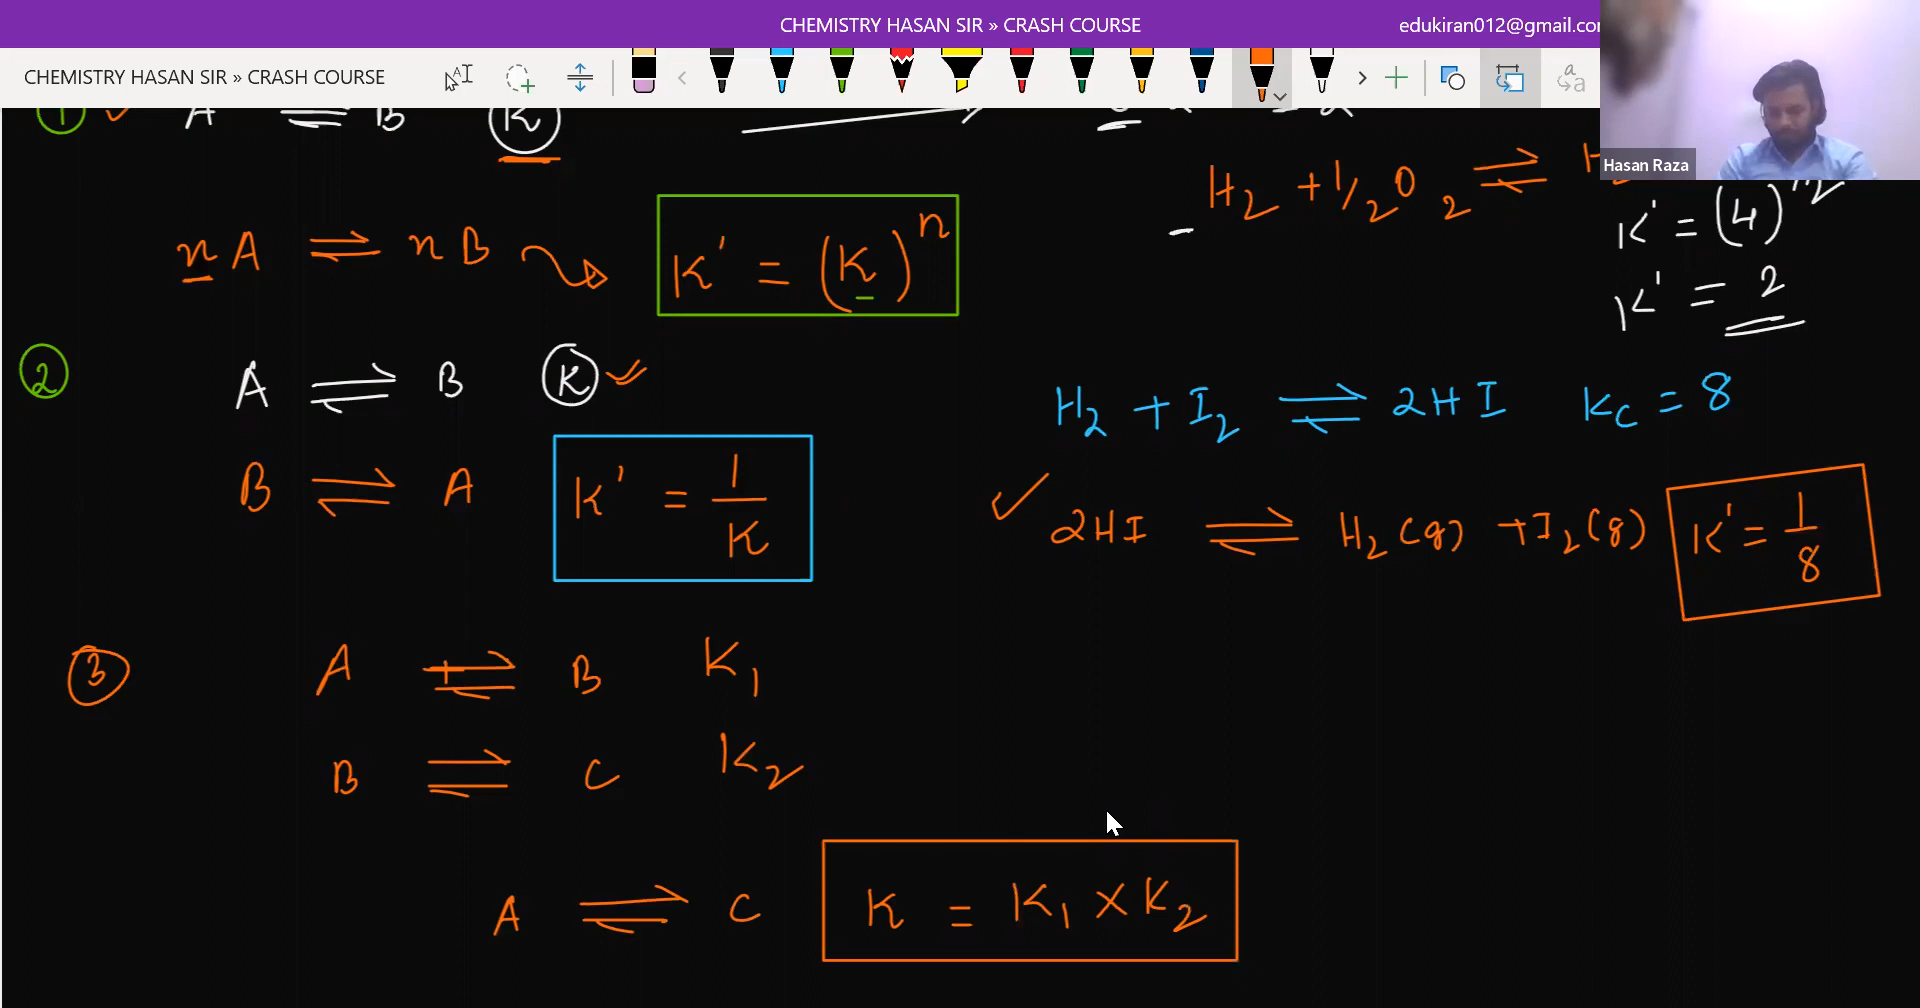 CHEMISTRY HASAN SIR » CRASH COURSE
edukiran012@gmail.co
CHEMISTRY HASAN SIR » CRASH COURSE
Hasan Raza
① A ⇌ B K
H₂ + 1/2 O₂ ⇌ H
K' = (4)^1/2
K' = 2
nA ⇌ nB K' = (K)^n
② A ⇌ B K
H₂ + I₂ ⇌ 2HI Kc = 8
B ⇌ A K' = 1/K
2HI ⇌ H₂(g) + I₂(g) K' = 1/8
③ A ⇌ B K₁
B ⇌ C K₂
A ⇌ C K = K₁ × K₂